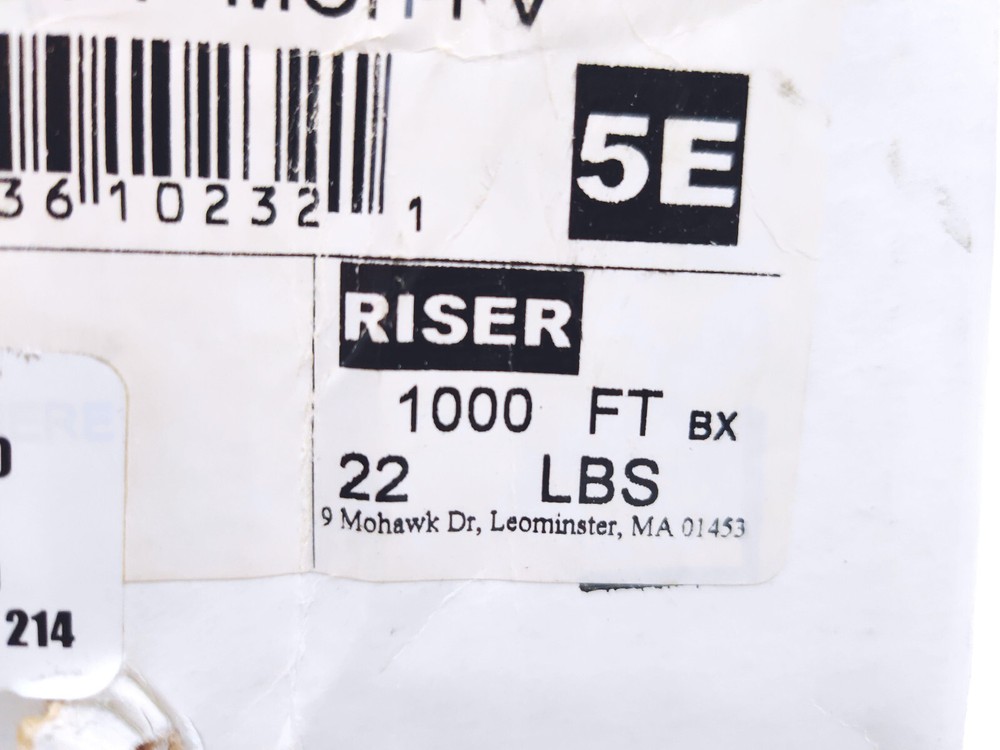 5E
36 10232 1
RISER
1000 FT BX
22 LBS
9 Mohawk Dr, Leominster, MA 01453
214